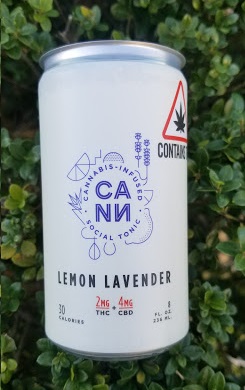 CANNABIS-INFUSED
CA
NN
SOCIAL TONIC
CONTAINS
LEMON LAVENDER
30
CALORIES
2MG
THC
+
4MG
CBD
8
FL. OZ.
236 ML.